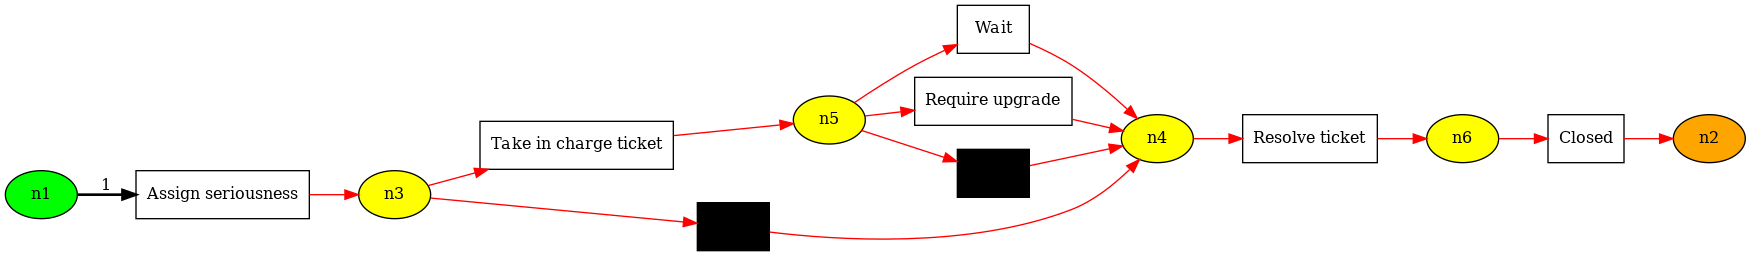 n1
1
Assign seriousness
n3
Take in charge ticket
n5
Wait
Require upgrade
n4
Resolve ticket
n6
Closed
n2